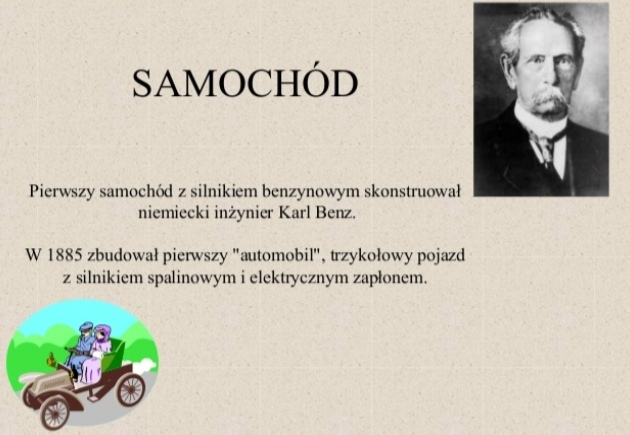 SAMOCHÓD
Pierwszy samochód z silnikiem benzynowym skonstruował
niemiecki inżynier Karl Benz.
W 1885 zbudował pierwszy "automobil", trzykołowy pojazd
z silnikiem spalinowym i elektrycznym zapłonem.